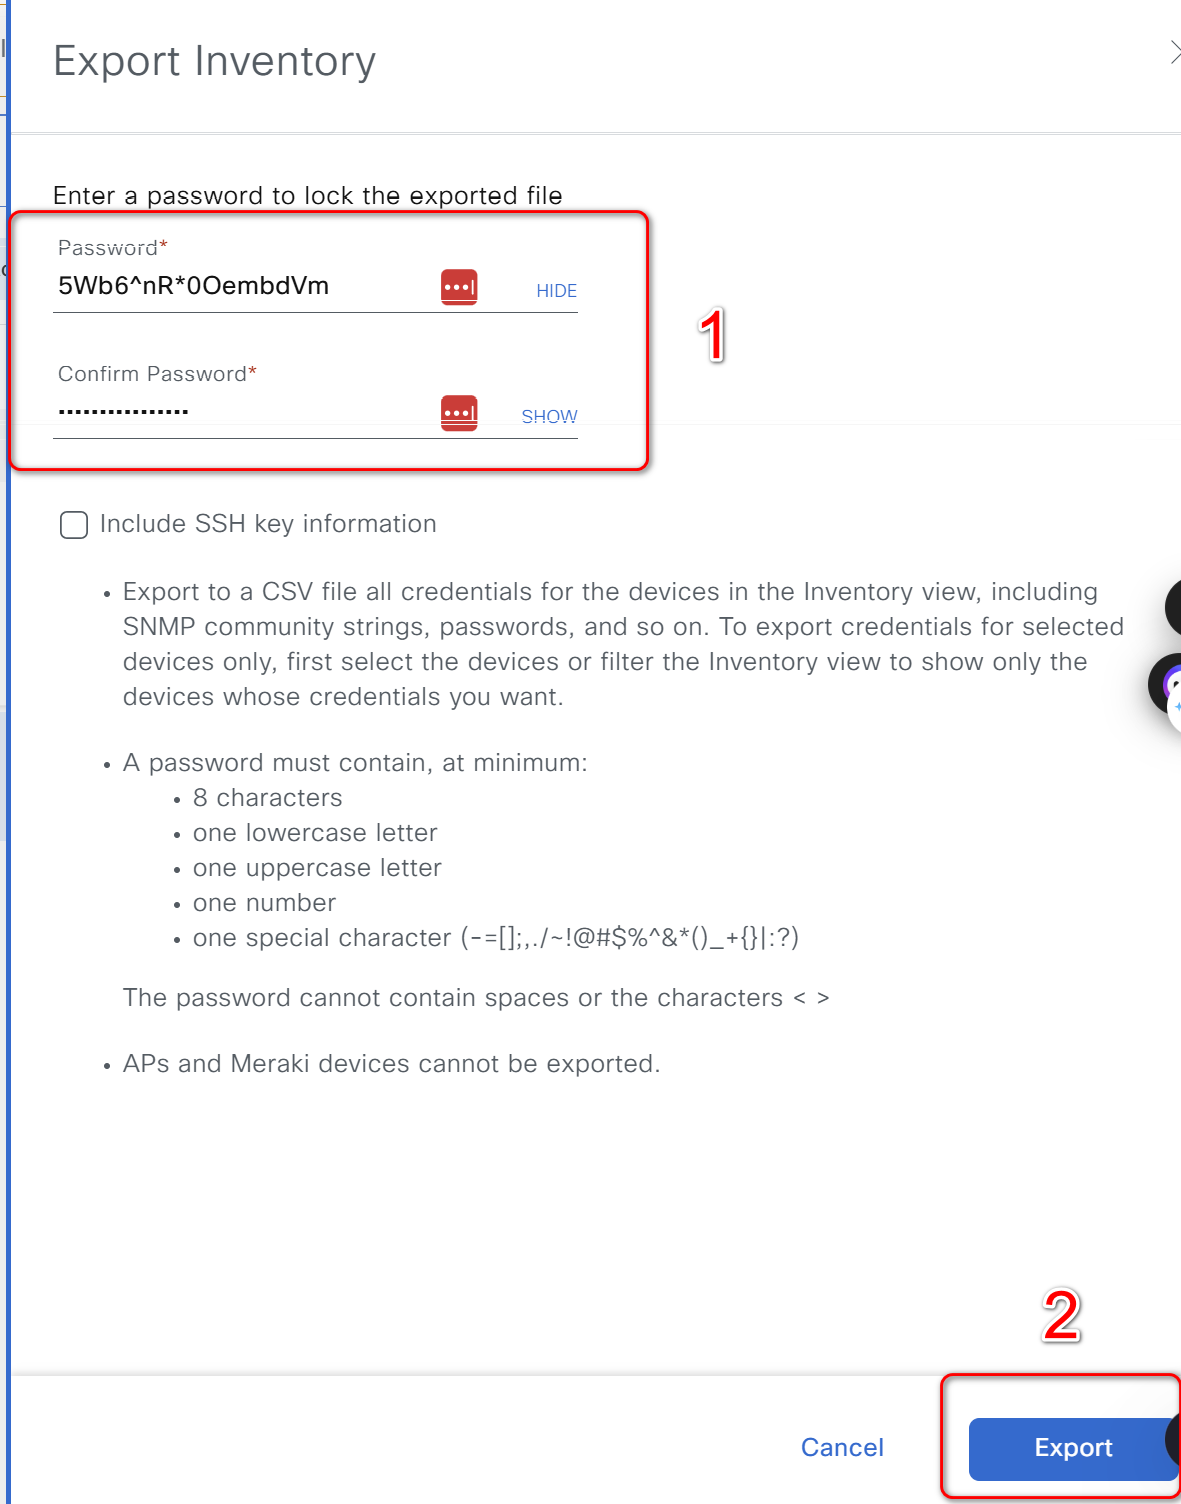 Export Inventory
Enter a password to lock the exported file
Password*
5Wb6^nR*0OembdVm
HIDE
1
Confirm Password*
••••••••••••••••
SHOW
Include SSH key information
• Export to a CSV file all credentials for the devices in the Inventory view, including
SNMP community strings, passwords, and so on. To export credentials for selected
devices only, first select the devices or filter the Inventory view to show only the
devices whose credentials you want.
• A password must contain, at minimum:
• 8 characters
• one lowercase letter
• one uppercase letter
• one number
• one special character (-=[];,./~!@#$%^&*()_+{}|:?)
The password cannot contain spaces or the characters < >
• APs and Meraki devices cannot be exported.
2
Cancel
Export